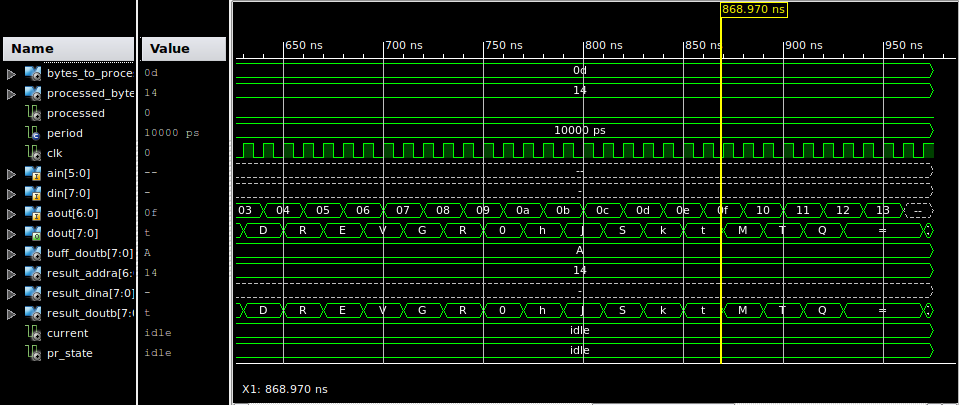 868.970 ns
Name Value
650 ns 700 ns 750 ns 800 ns 850 ns 900 ns 950 ns
bytes_to_proce 0d 0d
processed_byte 14 14
processed 0
period 10000 ps 10000 ps
clk 0
ain[5:0] -- --
din[7:0] - -
aout[6:0] 0f 03 04 05 06 07 08 09 0a 0b 0c 0d 0e 0f 10 11 12 13 --
dout[7:0] t D R E V G R 0 h J S k t M T Q =
buff_doutb[7:0] A A
result_addra[6: 14 14
result_dina[7:0] - -
result_doutb[7:0 t D R E V G R 0 h J S k t M T Q =
current idle idle
pr_state idle idle
X1: 868.970 ns